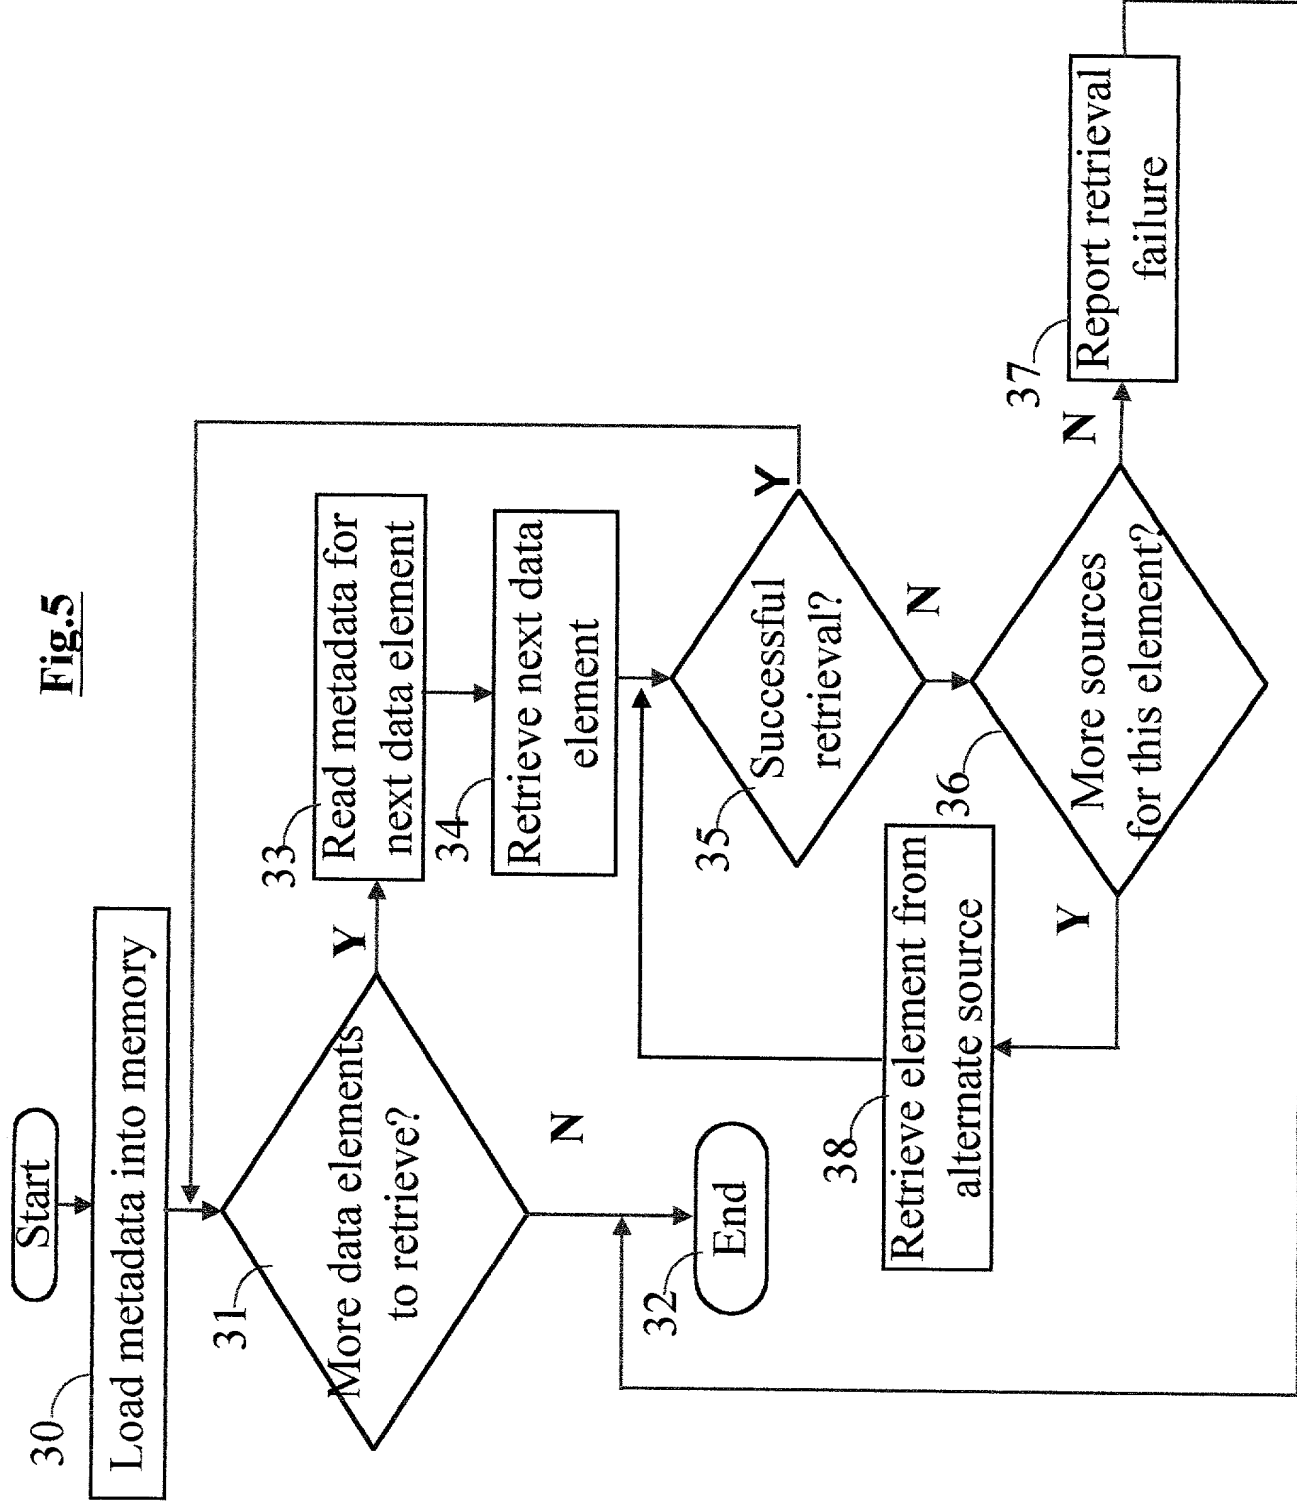 Fig.5
Start
30
Load metadata into memory
31
More data elements
to retrieve?
Y
N
32
End
33
Read metadata for
next data element
34
Retrieve next data
element
35
Successful
retrieval?
Y
N
36
More sources
for this element?
Y
N
37
Report retrieval
failure
38
Retrieve element from
alternate source